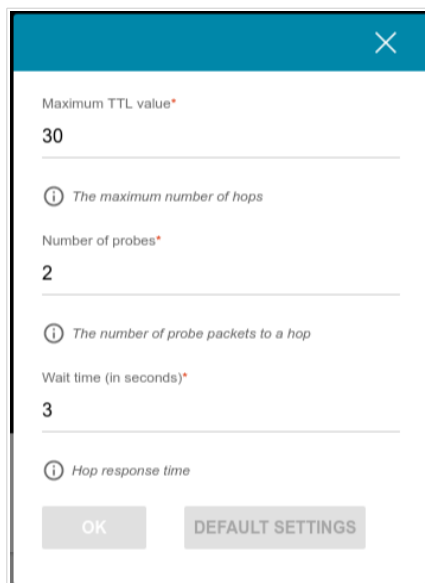 Maximum TTL value*
30
The maximum number of hops
Number of probes*
2
The number of probe packets to a hop
Wait time (in seconds)*
3
Hop response time
OK DEFAULT SETTINGS